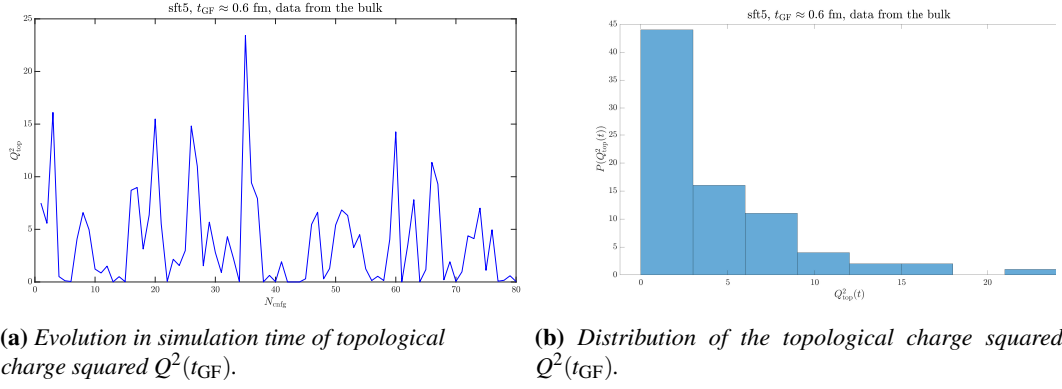 sft5, t_GF ≈ 0.6 fm, data from the bulk
25
20
15
10
5
0
Q²_top
0 10 20 30 40 50 60 70 80
N_cnfg
(a) Evolution in simulation time of topological
charge squared Q²(t_GF).
sft5, t_GF ≈ 0.6 fm, data from the bulk
45
40
35
30
25
20
15
10
5
0
P(Q²_top(t))
0 5 10 15 20
Q²_top(t)
(b) Distribution of the topological charge squared
Q²(t_GF).